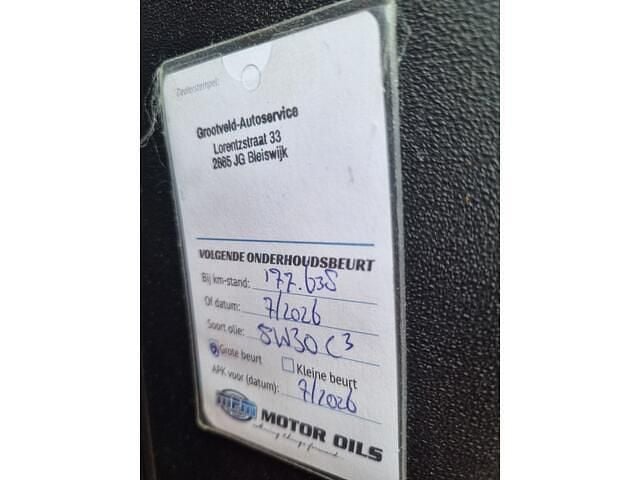 Dealerstempel:
Grootveld-Autoservice
Lorentzstraat 33
2665 JG Bleiswijk
VOLGENDE ONDERHOUDSBEURT
Bij km-stand: 177.635
Of datum: 7/2026
Soort olie: 5W30 C3
Grote beurt Kleine beurt
APK voor (datum): 7/2026
mpm MOTOR OILS